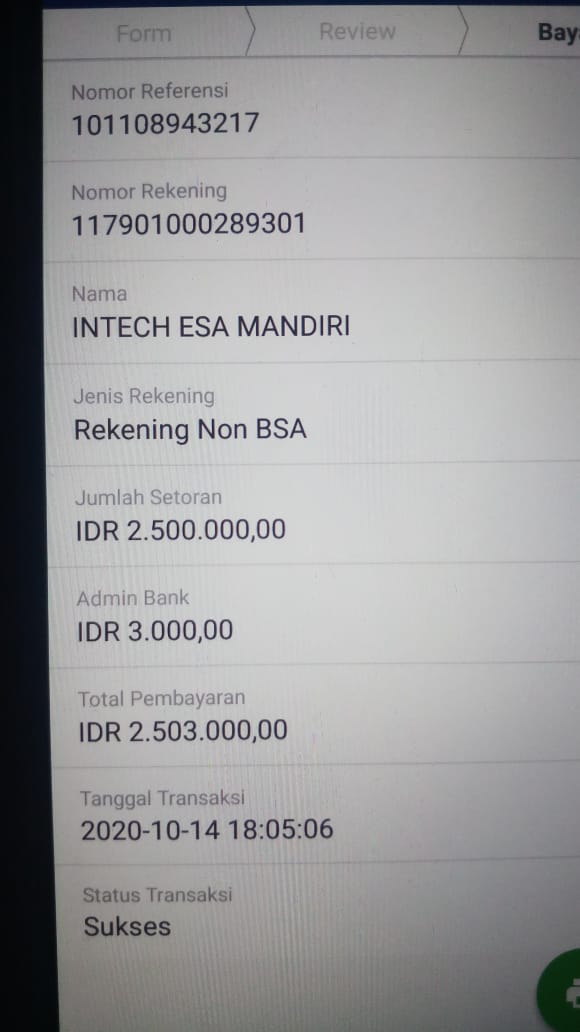 Form
Review
Nomor Referensi
101108943217
Nomor Rekening
117901000289301
Nama
INTECH ESA MANDIRI
Jenis Rekening
Rekening Non BSA
Jumlah Setoran
IDR 2.500.000,00
Admin Bank
IDR 3.000,00
Total Pembayaran
IDR 2.503.000,00
Tanggal Transaksi
2020-10-14 18:05:06
Status Transaksi
Sukses